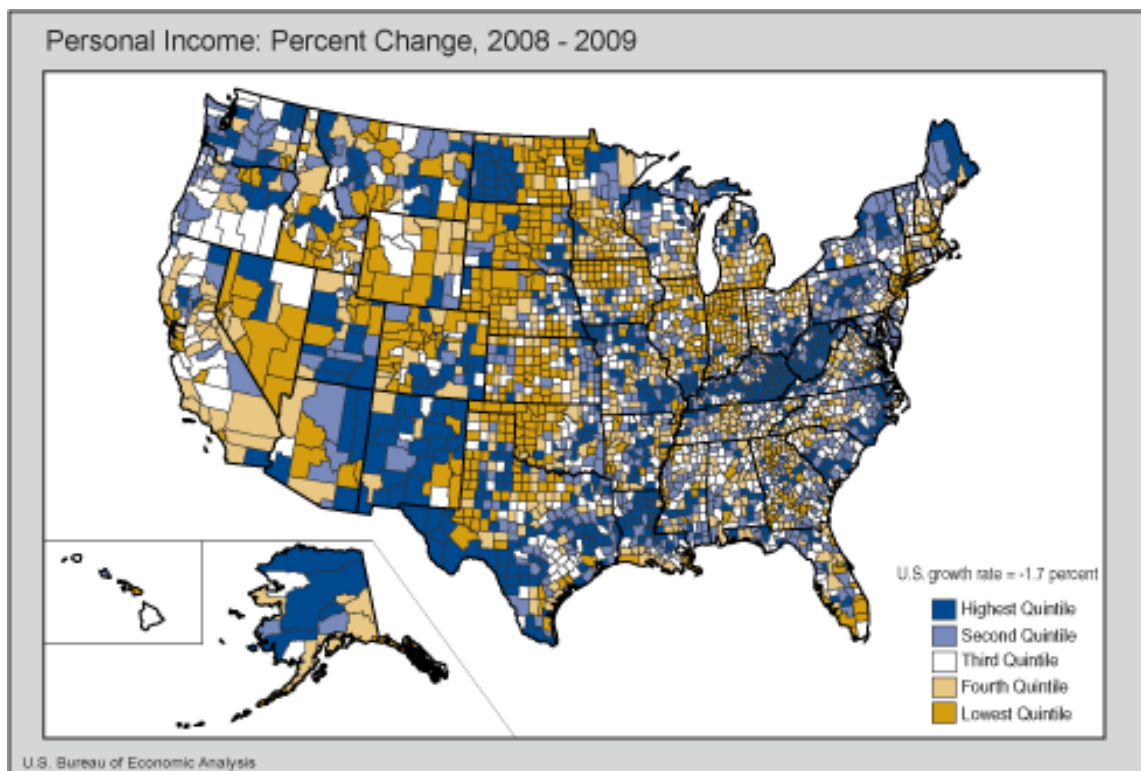 Personal Income: Percent Change, 2008 - 2009
U.S. growth rate = -1.7 percent
Highest Quintile
Second Quintile
Third Quintile
Fourth Quintile
Lowest Quintile
U.S. Bureau of Economic Analysis